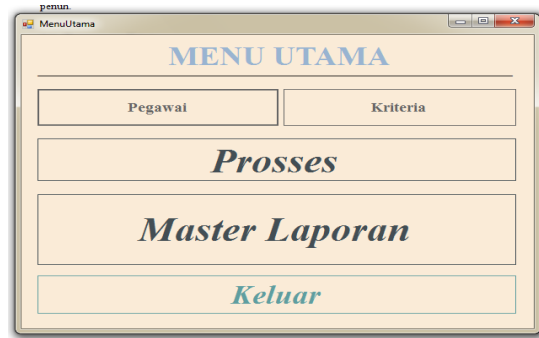 penun.
MenuUtama
MENU UTAMA
Pegawai Kriteria
Prosses
Master Laporan
Keluar